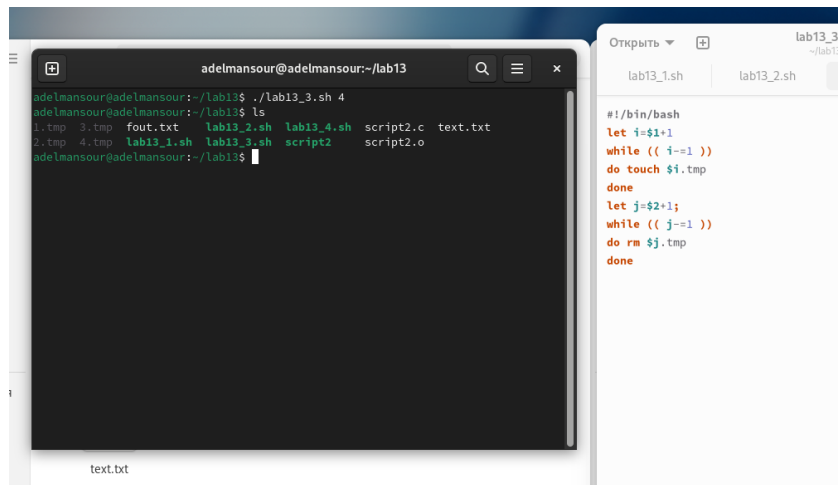 adelmansour@adelmansour:~/lab13
adelmansour@adelmansour:~/lab13$ ./lab13_3.sh 4
adelmansour@adelmansour:~/lab13$ ls
1.tmp 3.tmp fout.txt lab13_2.sh lab13_4.sh script2.c text.txt
2.tmp 4.tmp lab13_1.sh lab13_3.sh script2 script2.o
adelmansour@adelmansour:~/lab13$
text.txt
Открыть
lab13_3
~/lab13
lab13_1.sh lab13_2.sh
#!/bin/bash
let i=$1+1
while (( i-=1 ))
do touch $i.tmp
done
let j=$2+1;
while (( j-=1 ))
do rm $j.tmp
done